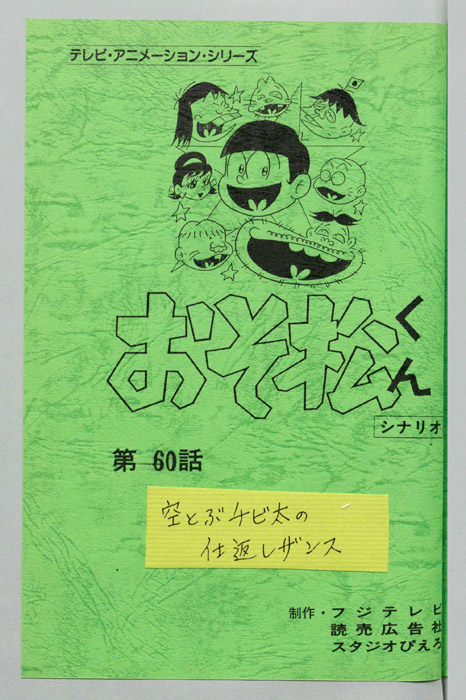 テレビ・アニメーション・シリーズ
おそ松くん
シナリオ
第 60話
空とぶチビ太の
仕返しザンス
制作・フジテレビ
読売広告社
スタジオぴえろ